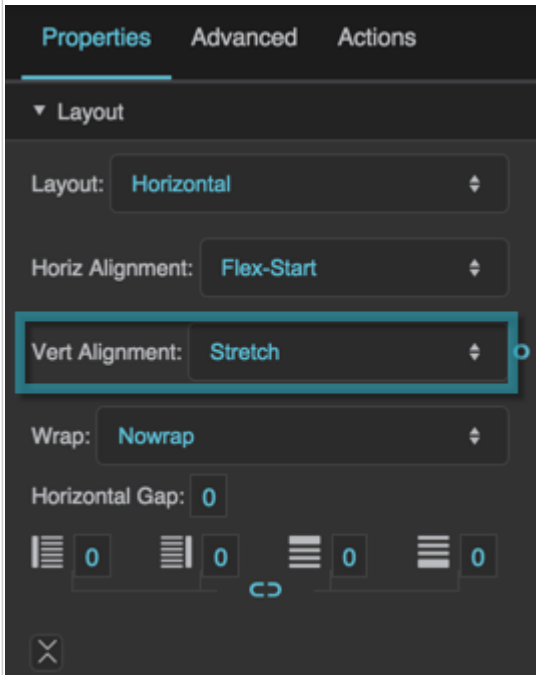 Properties Advanced Actions
Layout
Layout: Horizontal
Horiz Alignment: Flex-Start
Vert Alignment: Stretch
Wrap: Nowrap
Horizontal Gap: 0
0 0 0 0